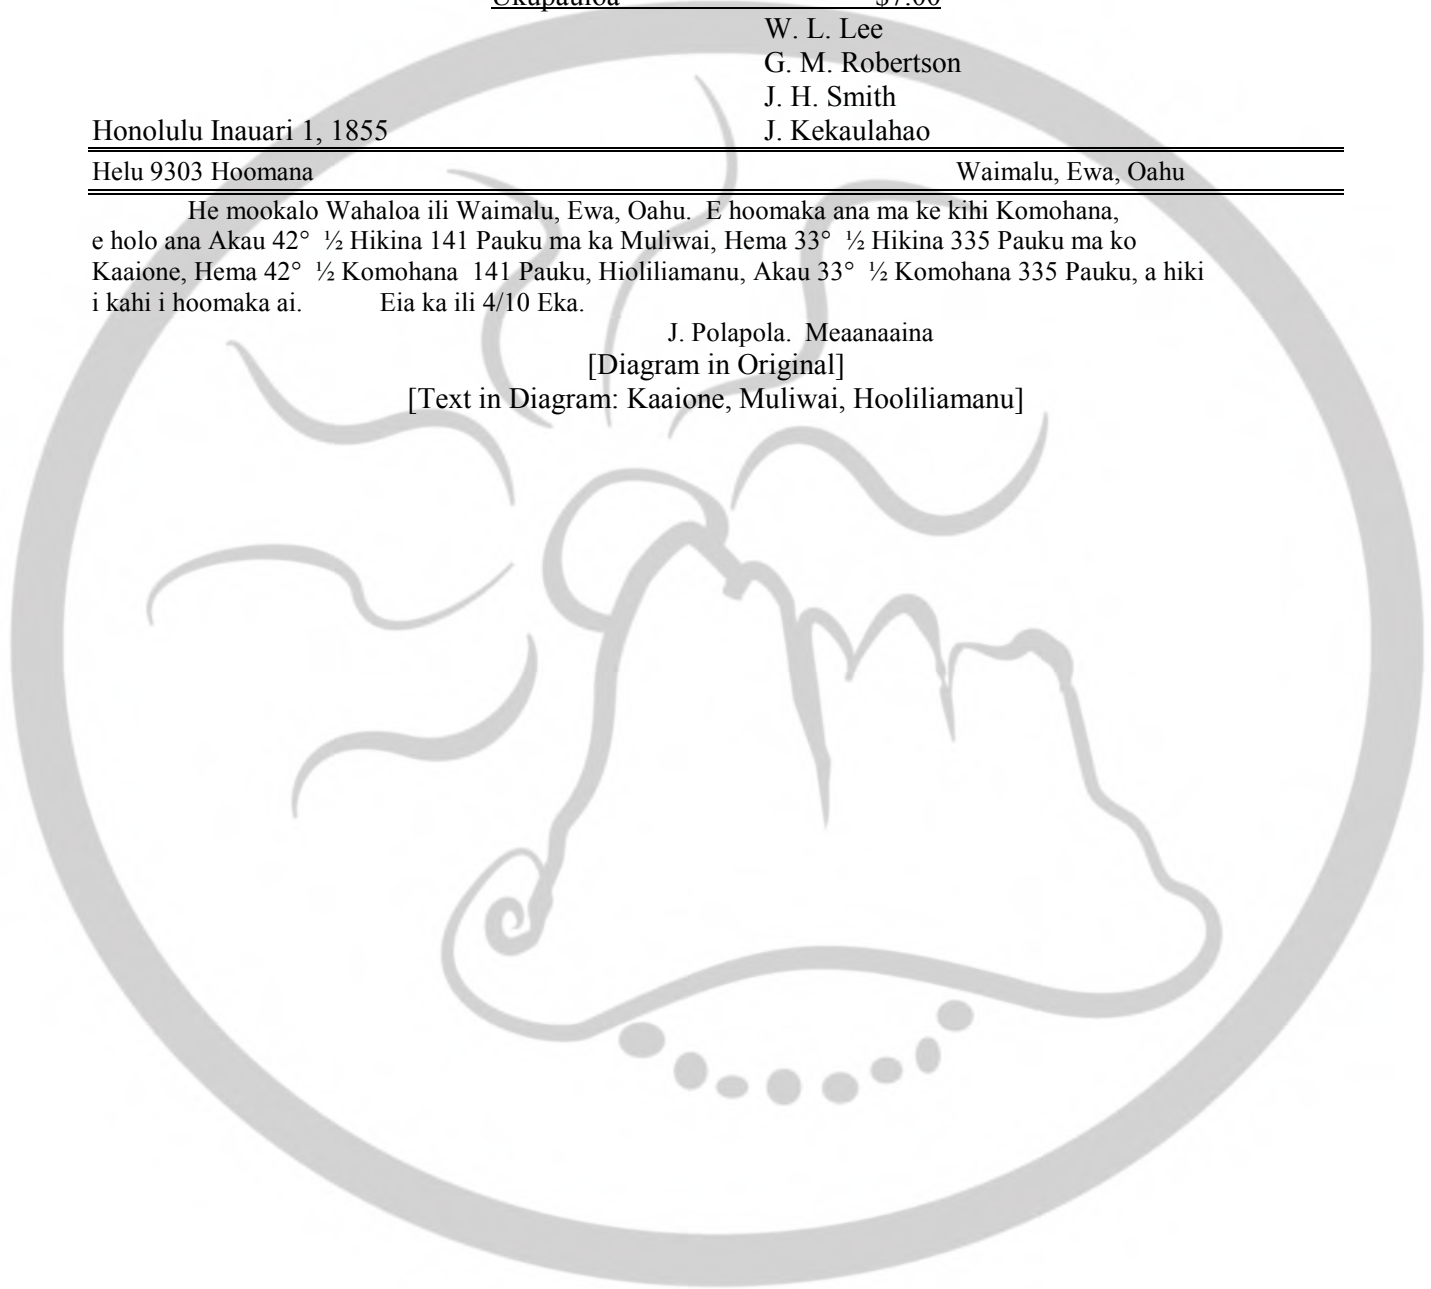 Ukupauloa $7.00
W. L. Lee
G. M. Robertson
J. H. Smith
Honolulu Inauari 1, 1855 J. Kekaulahao
Helu 9303 Hoomana Waimalu, Ewa, Oahu
He mookalo Wahaloa ili Waimalu, Ewa, Oahu. E hoomaka ana ma ke kihi Komohana,
e holo ana Akau 42° ½ Hikina 141 Pauku ma ka Muliwai, Hema 33° ½ Hikina 335 Pauku ma ko
Kaaione, Hema 42° ½ Komohana 141 Pauku, Hioliliamanu, Akau 33° ½ Komohana 335 Pauku, a hiki
i kahi i hoomaka ai. Eia ka ili 4/10 Eka.
J. Polapola. Meaanaaina
[Diagram in Original]
[Text in Diagram: Kaaione, Muliwai, Hooliliamanu]